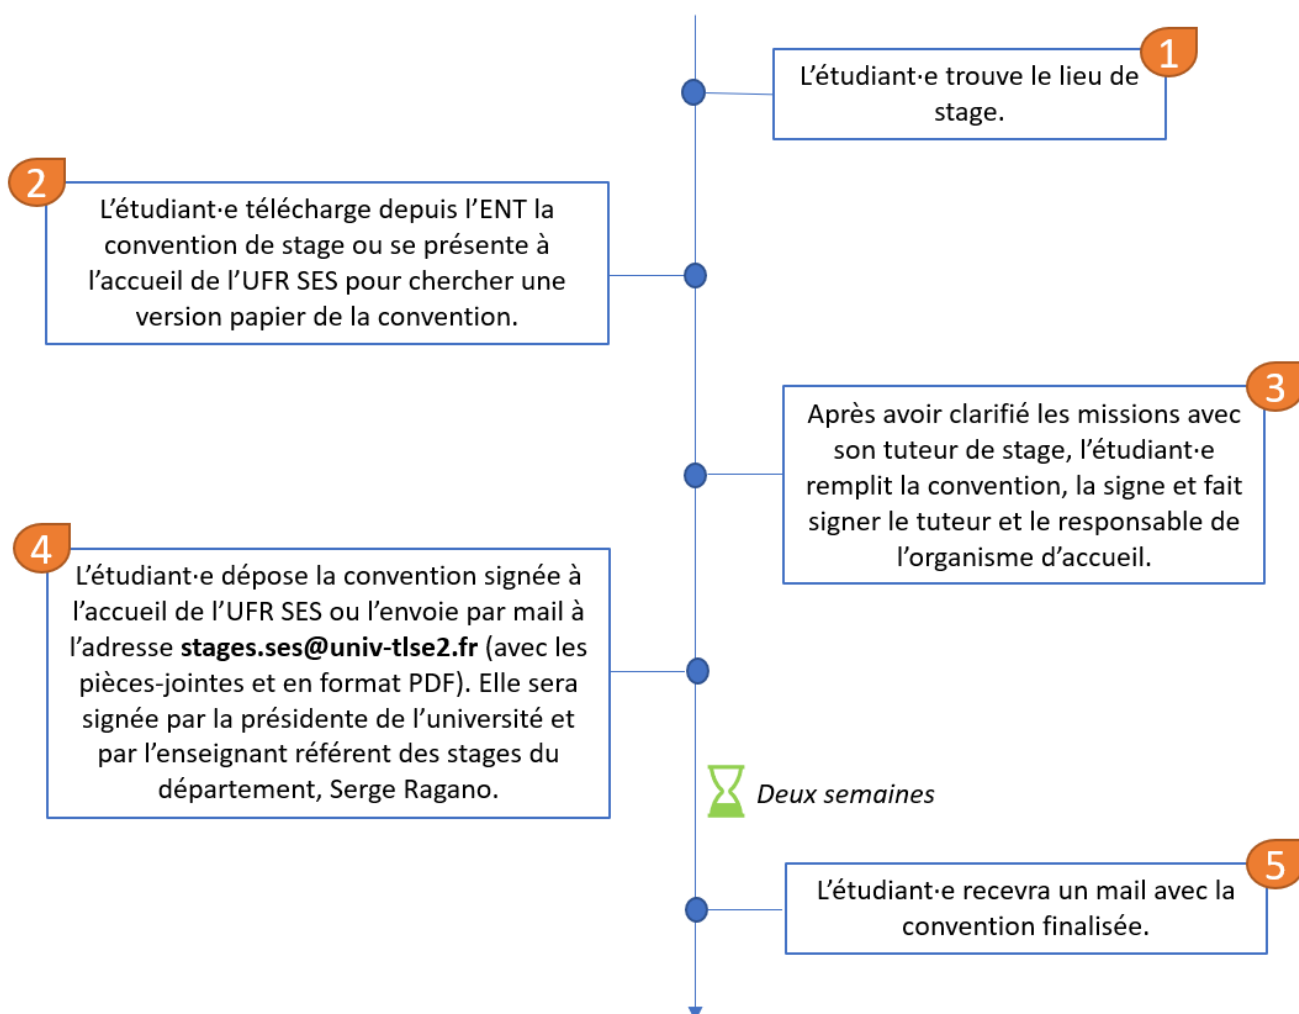 1
L’étudiant·e trouve le lieu de
stage.
2
L’étudiant·e télécharge depuis l’ENT la
convention de stage ou se présente à
l’accueil de l’UFR SES pour chercher une
version papier de la convention.
3
Après avoir clarifié les missions avec
son tuteur de stage, l’étudiant·e
remplit la convention, la signe et fait
signer le tuteur et le responsable de
l’organisme d’accueil.
4
L’étudiant·e dépose la convention signée à
l’accueil de l’UFR SES ou l’envoie par mail à
l’adresse stages.ses@univ-tlse2.fr (avec les
pièces-jointes et en format PDF). Elle sera
signée par la présidente de l’université et
par l’enseignant référent des stages du
département, Serge Ragano.
Deux semaines
5
L’étudiant·e recevra un mail avec la
convention finalisée.